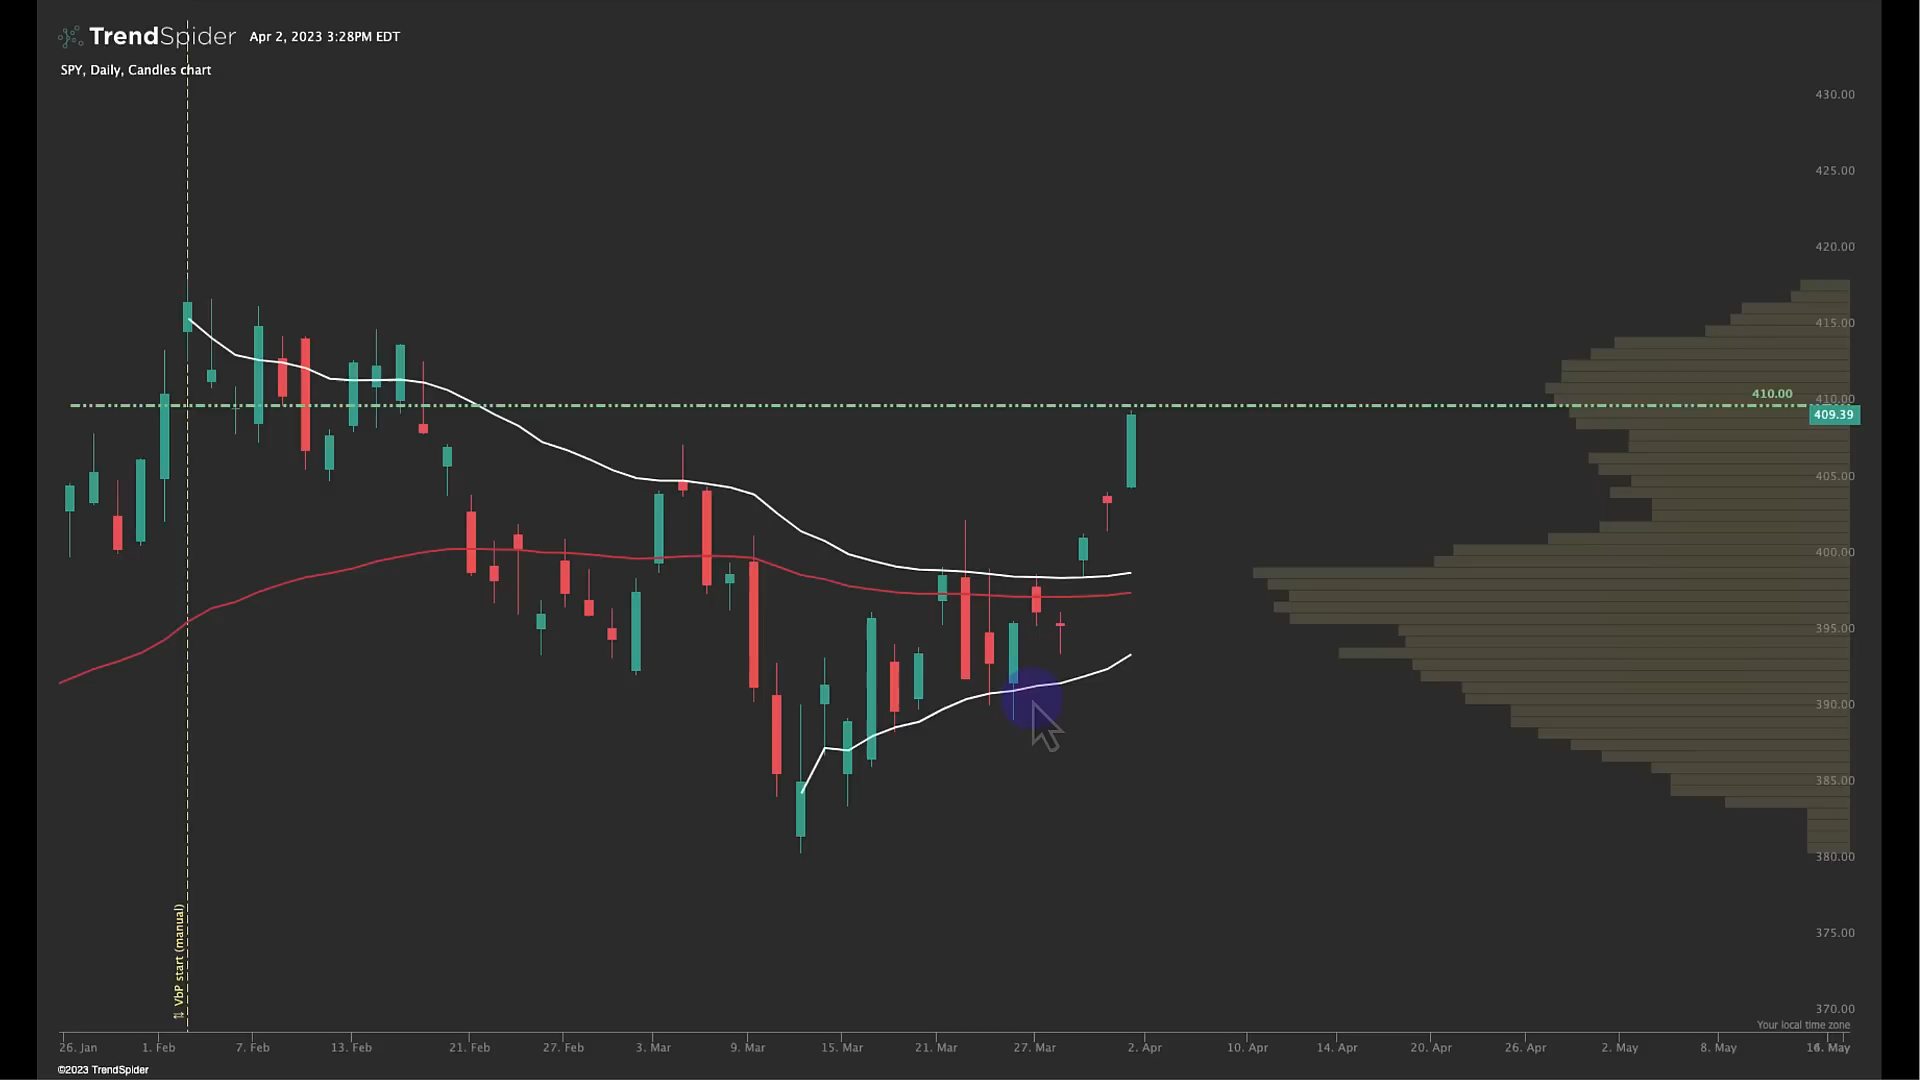 TrendSpider Apr 2, 2023 3:28PM EDT
SPY, Daily, Candles chart
430.00
425.00
420.00
415.00
410.00
410.00
409.39
405.00
400.00
395.00
390.00
385.00
380.00
375.00
370.00
⇅ VbP start (manual)
Your local time zone
26. Jan 1. Feb 7. Feb 13. Feb 21. Feb 27. Feb 3. Mar 9. Mar 15. Mar 21. Mar 27. Mar 2. Apr 10. Apr 14. Apr 20. Apr 26. Apr 2. May 8. May May
©2023 TrendSpider